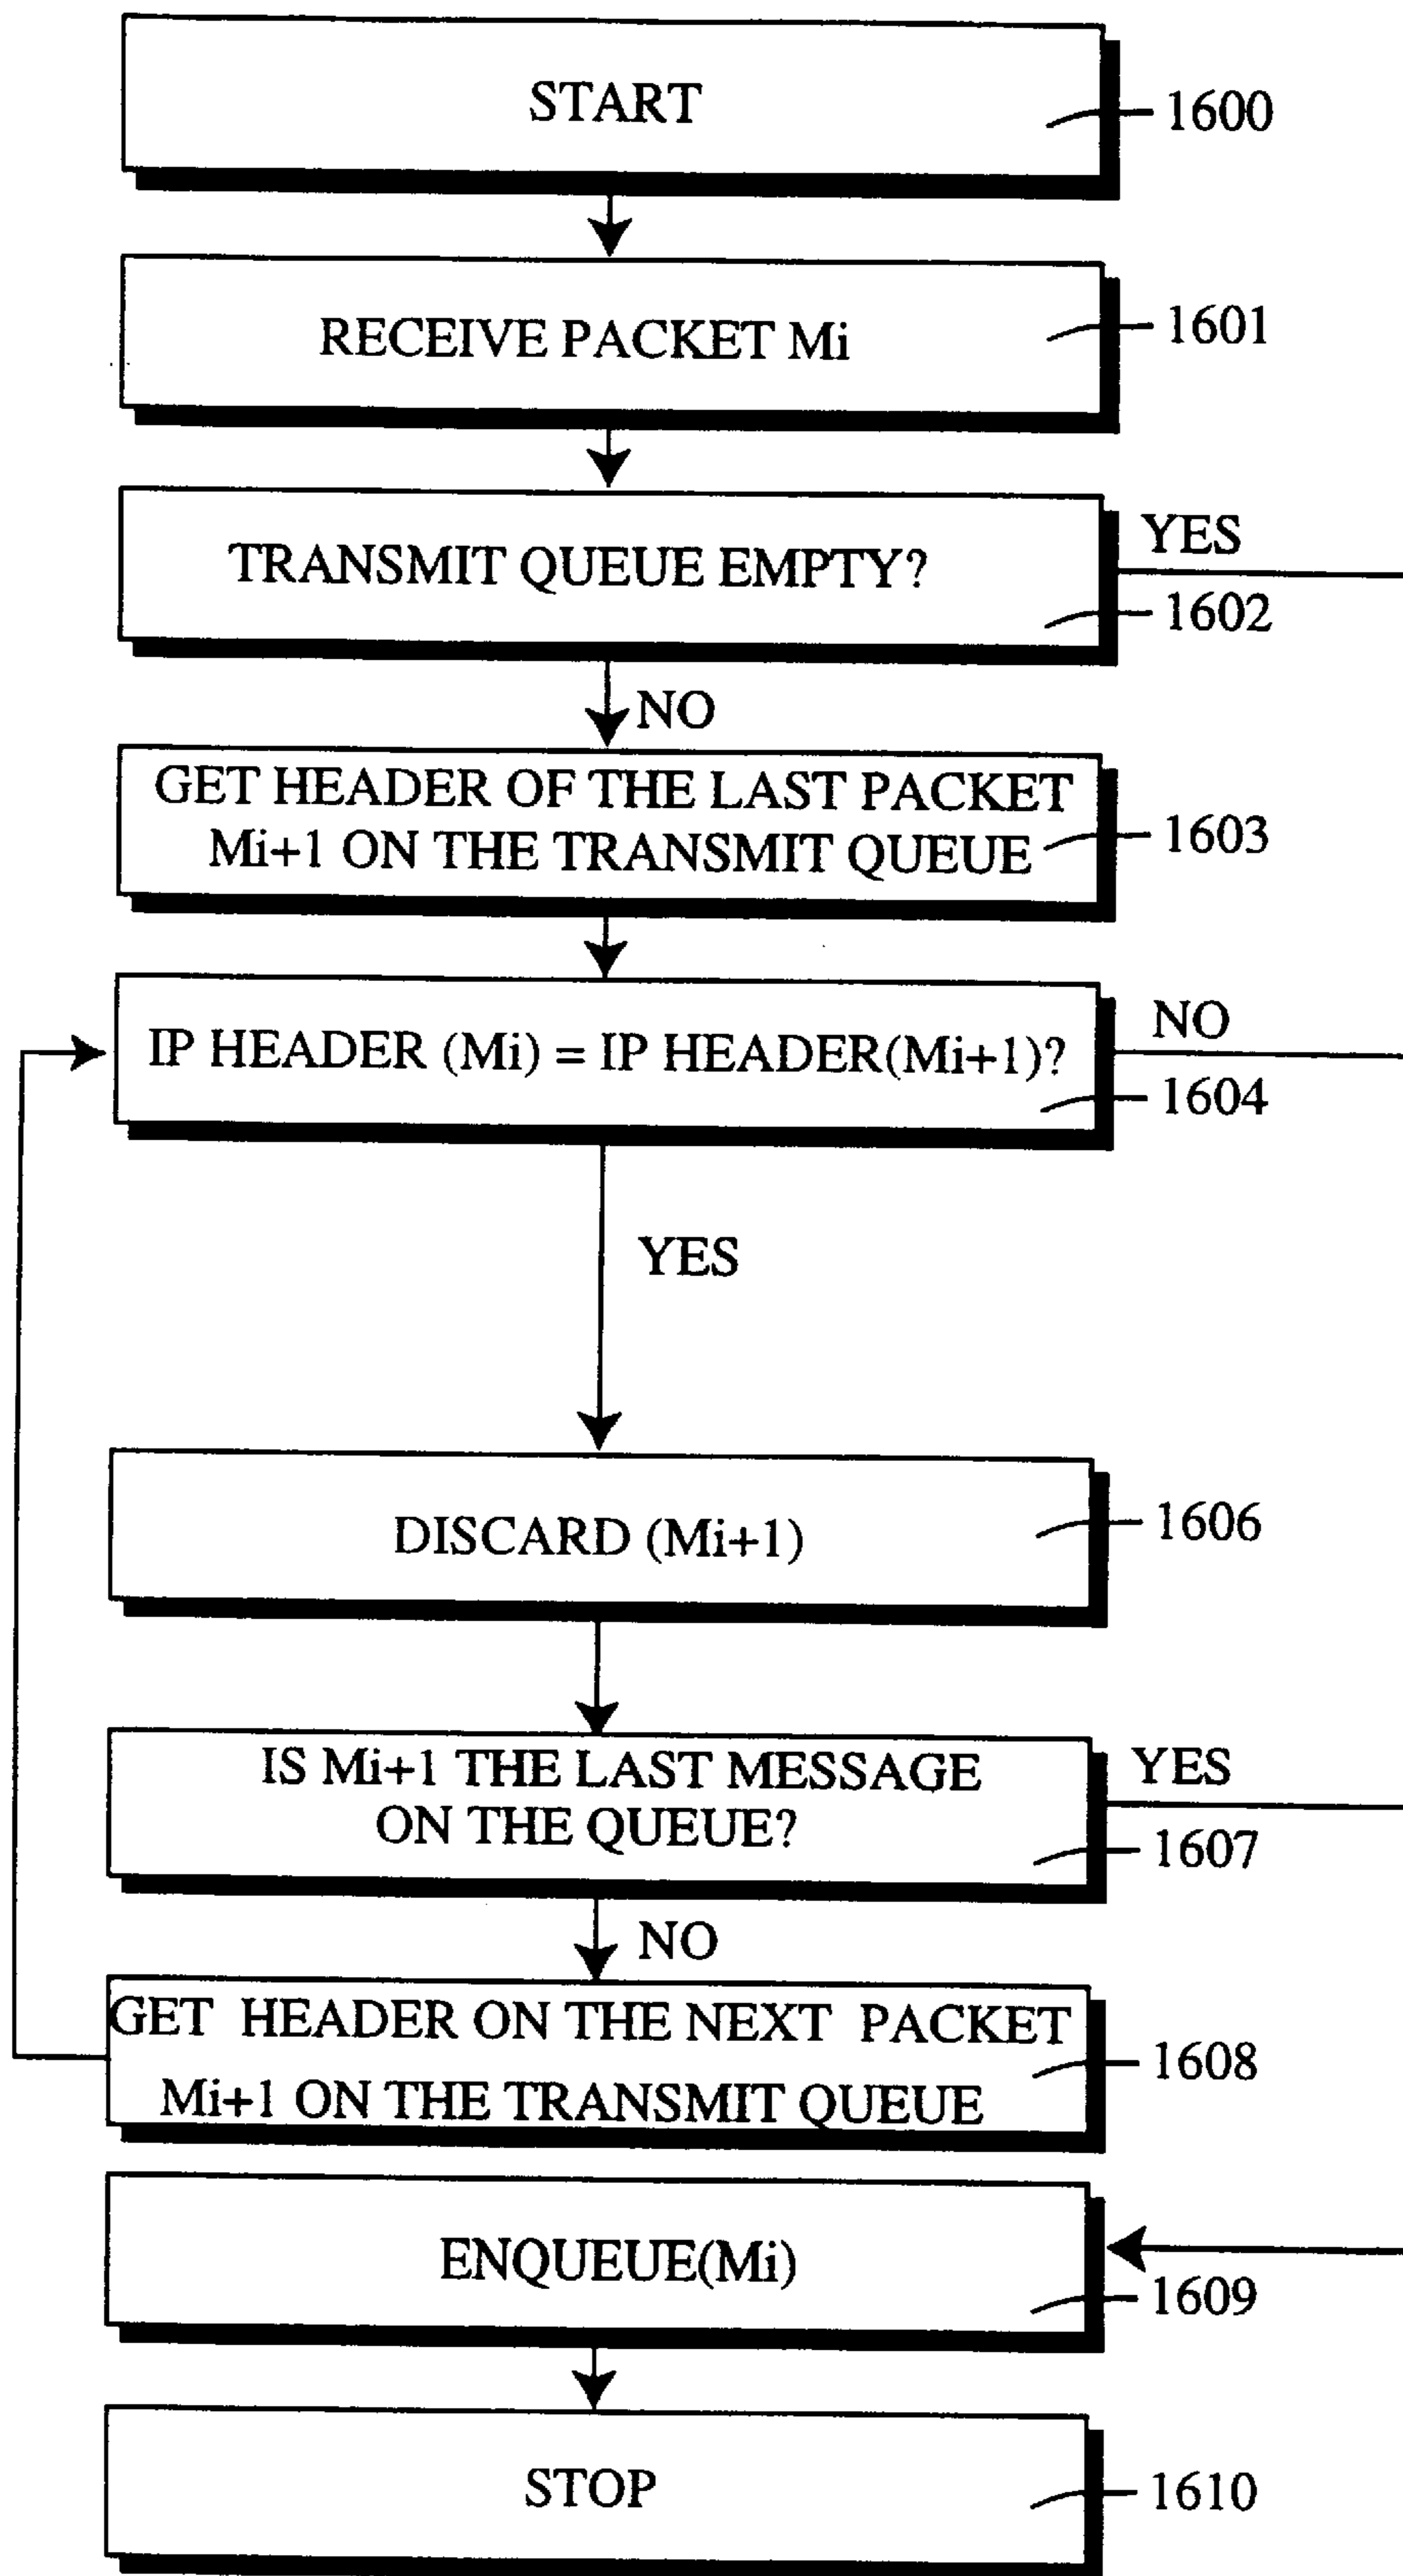 START
1600
RECEIVE PACKET Mi
1601
TRANSMIT QUEUE EMPTY?
YES
1602
NO
GET HEADER OF THE LAST PACKET
Mi+1 ON THE TRANSMIT QUEUE
1603
IP HEADER (Mi) = IP HEADER(Mi+1)?
NO
1604
YES
DISCARD (Mi+1)
1606
IS Mi+1 THE LAST MESSAGE
ON THE QUEUE?
YES
1607
NO
GET HEADER ON THE NEXT PACKET
Mi+1 ON THE TRANSMIT QUEUE
1608
ENQUEUE(Mi)
1609
STOP
1610